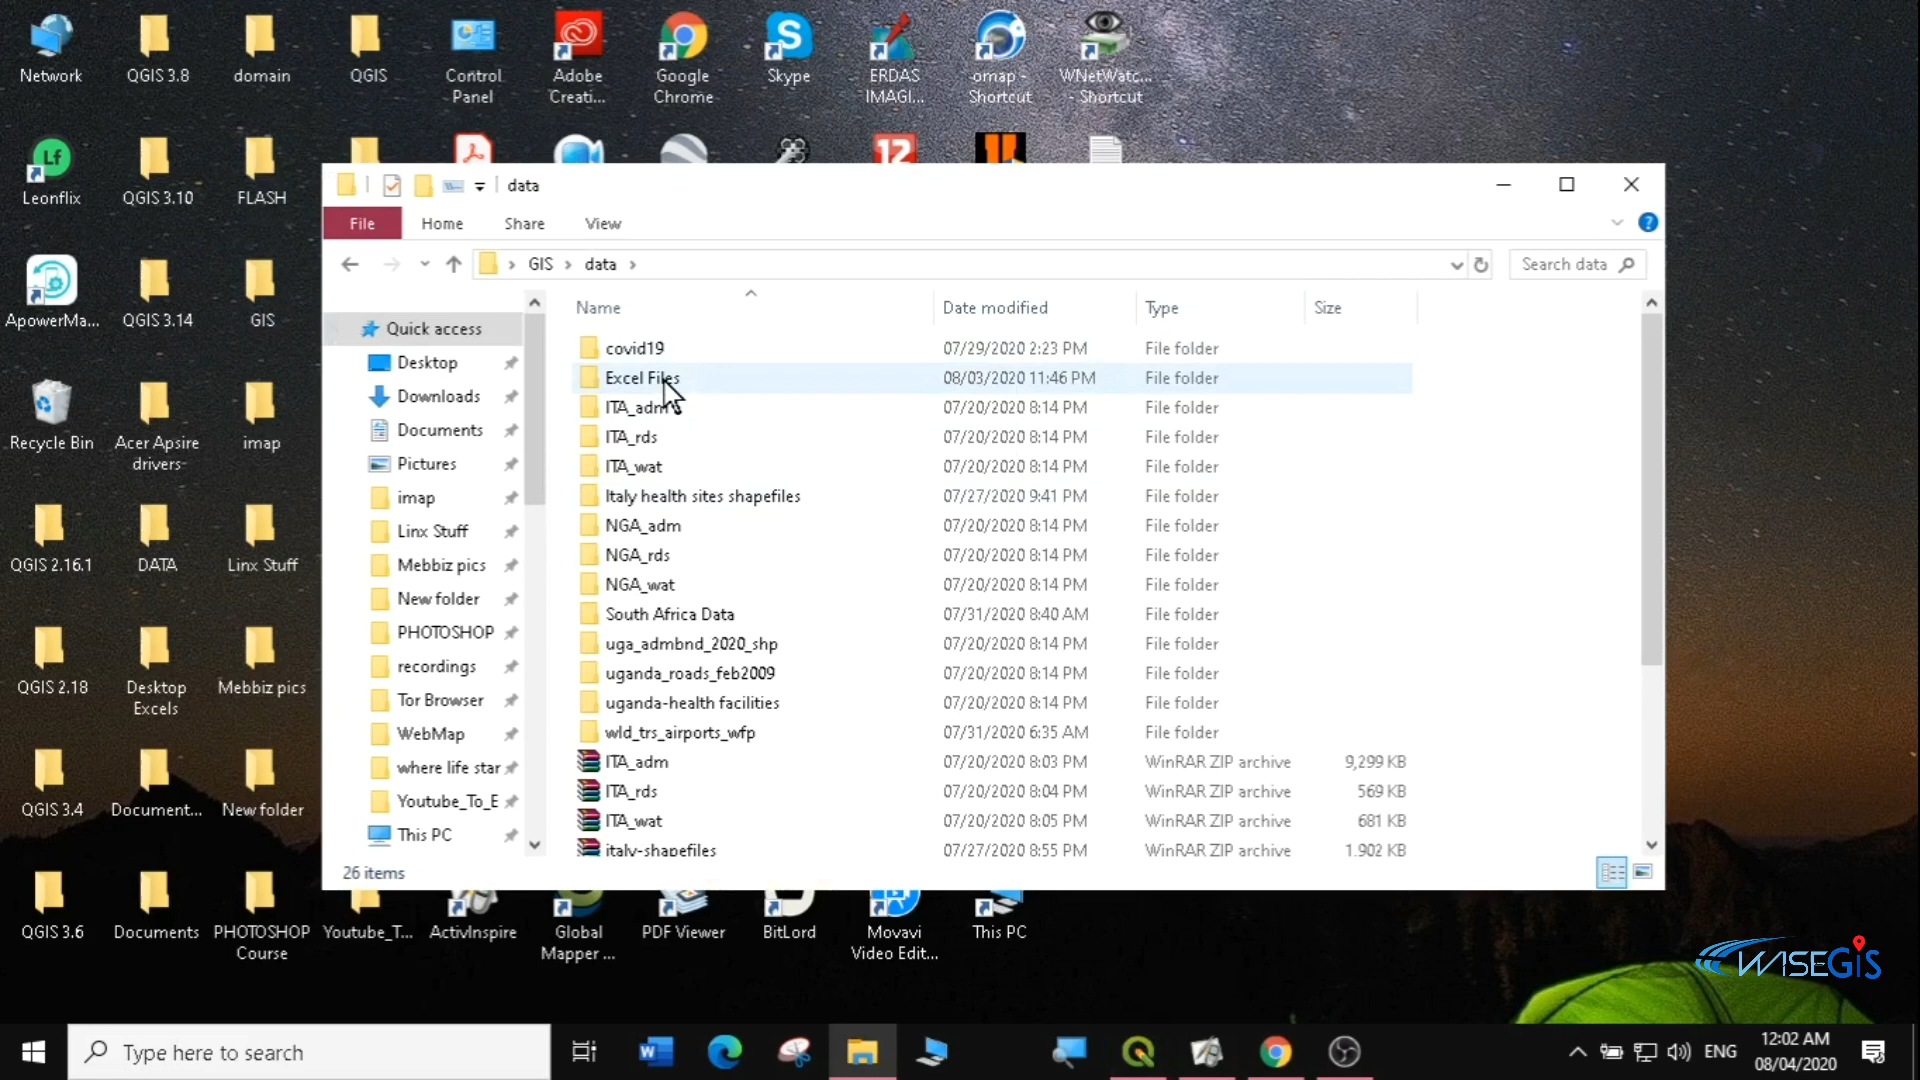 Network
QGIS 3.8
domain
QGIS
Control
Panel
Adobe
Creati...
Google
Chrome
Skype
ERDAS
IMAGI...
omap -
Shortcut
WNetWatc...
- Shortcut
Lf
Leonflix
QGIS 3.10
FLASH
12
data
File
Home
Share
View
GIS
data
Search data
ApowerMa...
QGIS 3.14
GIS
Name
Date modified
Type
Size
Quick access
Desktop
Downloads
Documents
Pictures
imap
Linx Stuff
Mebbiz pics
New folder
PHOTOSHOP
recordings
Tor Browser
WebMap
where life star
Youtube_To_E
This PC
covid19 07/29/2020 2:23 PM File folder
Excel Files 08/03/2020 11:46 PM File folder
ITA_adm 07/20/2020 8:14 PM File folder
ITA_rds 07/20/2020 8:14 PM File folder
ITA_wat 07/20/2020 8:14 PM File folder
Italy health sites shapefiles 07/27/2020 9:41 PM File folder
NGA_adm 07/20/2020 8:14 PM File folder
NGA_rds 07/20/2020 8:14 PM File folder
NGA_wat 07/20/2020 8:14 PM File folder
South Africa Data 07/31/2020 8:40 AM File folder
uga_admbnd_2020_shp 07/20/2020 8:14 PM File folder
uganda_roads_feb2009 07/20/2020 8:14 PM File folder
uganda-health facilities 07/20/2020 8:14 PM File folder
wld_trs_airports_wfp 07/31/2020 6:35 AM File folder
ITA_adm 07/20/2020 8:03 PM WinRAR ZIP archive 9,299 KB
ITA_rds 07/20/2020 8:04 PM WinRAR ZIP archive 569 KB
ITA_wat 07/20/2020 8:05 PM WinRAR ZIP archive 681 KB
italy-shapefiles 07/27/2020 8:55 PM WinRAR ZIP archive 1,902 KB
26 items
Recycle Bin
Acer Apsire
drivers-
imap
QGIS 2.16.1
DATA
Linx Stuff
QGIS 2.18
Desktop
Excels
Mebbiz pics
QGIS 3.4
Document...
New folder
QGIS 3.6
Documents
PHOTOSHOP
Course
Youtube_T...
ActivInspire
Global
Mapper ...
PDF Viewer
BitLord
Movavi
Video Edit...
This PC
WISEGIS
Type here to search
ENG
12:02 AM
08/04/2020